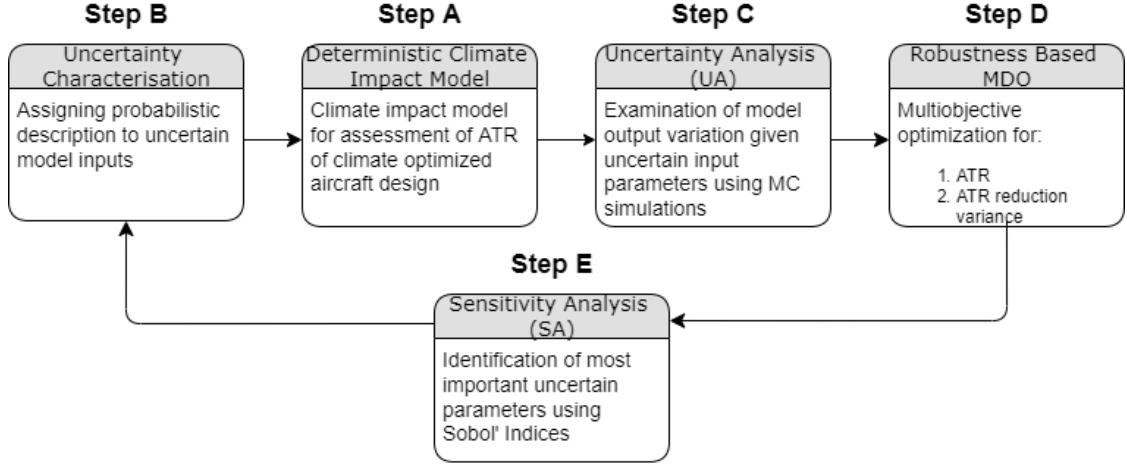 Step B
Uncertainty
Characterisation
Assigning probabilistic
description to uncertain
model inputs
Step A
Deterministic Climate
Impact Model
Climate impact model
for assessment of ATR
of climate optimized
aircraft design
Step C
Uncertainty Analysis
(UA)
Examination of model
output variation given
uncertain input
parameters using MC
simulations
Step D
Robustness Based
MDO
Multiobjective
optimization for:
1. ATR
2. ATR reduction
variance
Step E
Sensitivity Analysis
(SA)
Identification of most
important uncertain
parameters using
Sobol' Indices